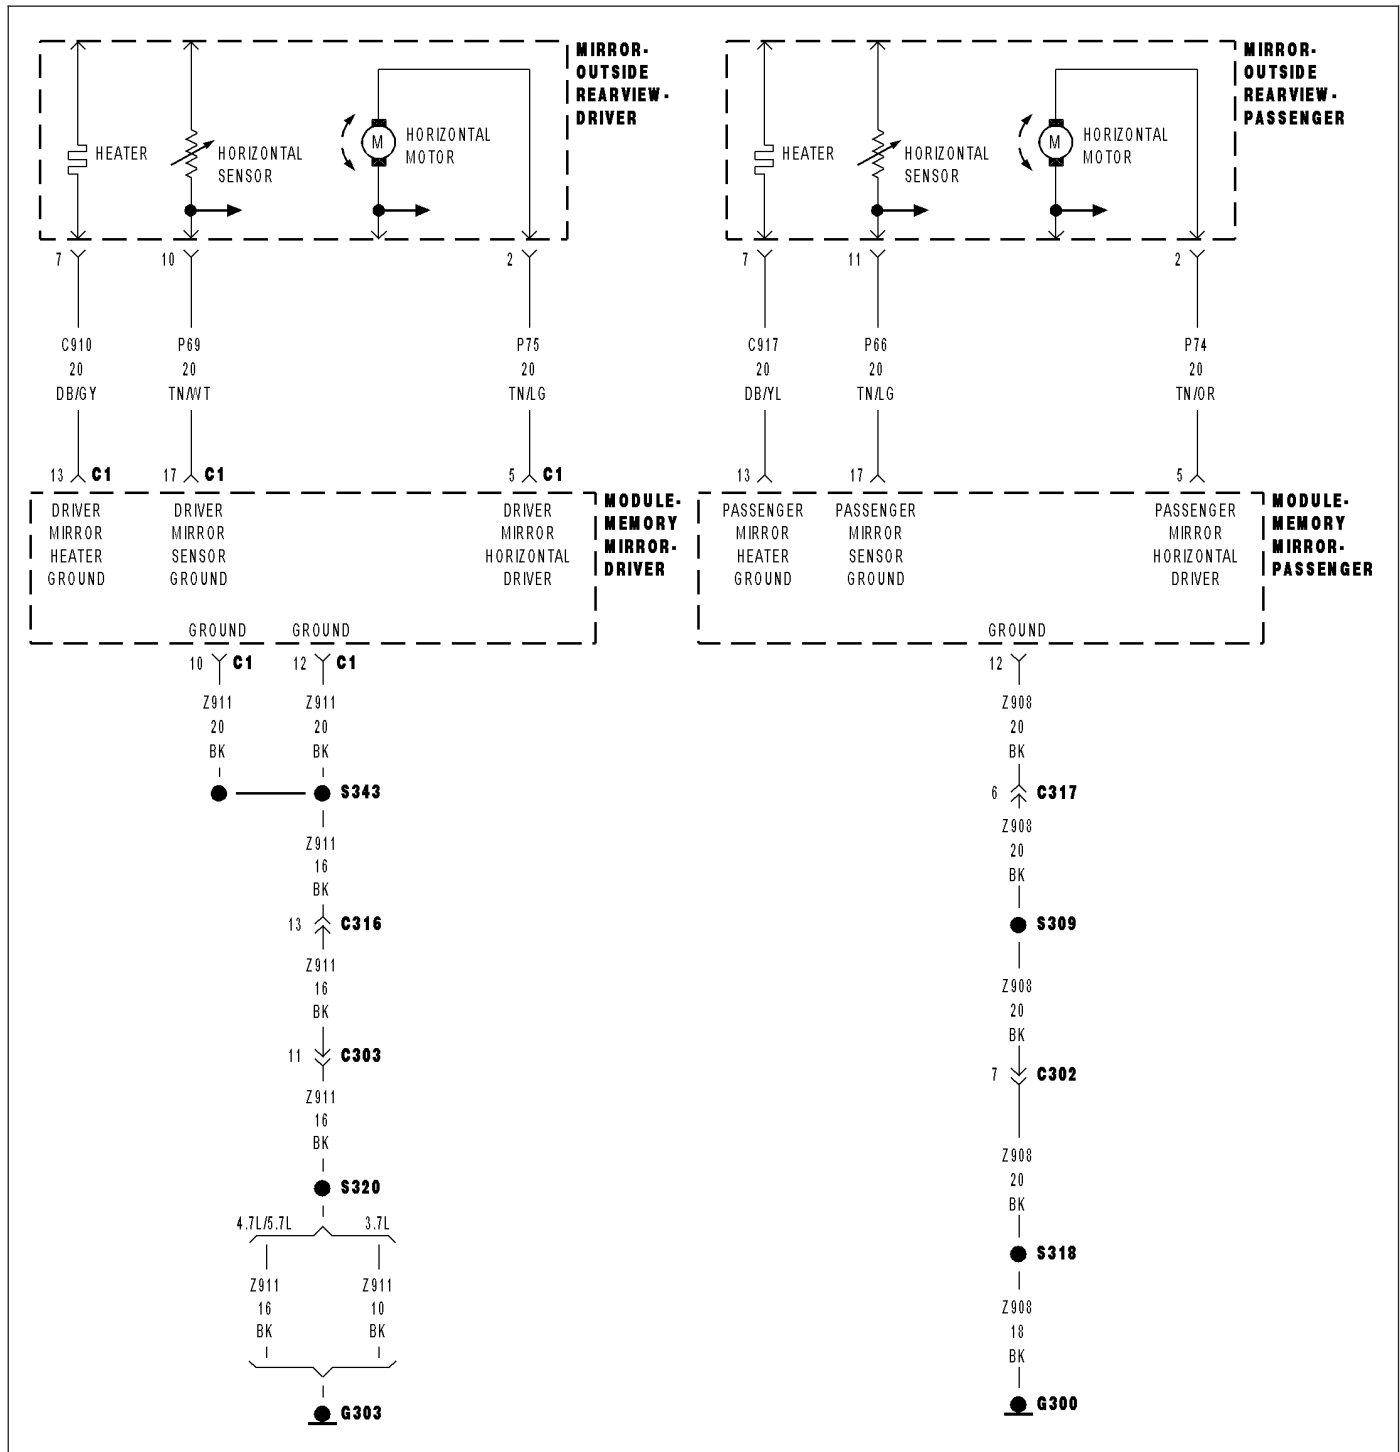 MIRROR-
OUTSIDE
REARVIEW-
DRIVER
HEATER
HORIZONTAL
SENSOR
M
HORIZONTAL
MOTOR
MIRROR-
OUTSIDE
REARVIEW-
PASSENGER
HEATER
HORIZONTAL
SENSOR
M
HORIZONTAL
MOTOR
7 10 2 7 11 2
C910 P69 P75 C917 P66 P74
20 20 20 20 20 20
DB/GY TN/WT TN/LG DB/YL TN/LG TN/OR
13 C1 17 C1 5 C1 13 17 5
DRIVER
MIRROR
HEATER
GROUND
DRIVER
MIRROR
SENSOR
GROUND
DRIVER
MIRROR
HORIZONTAL
DRIVER
MODULE-
MEMORY
MIRROR-
DRIVER
PASSENGER
MIRROR
HEATER
GROUND
PASSENGER
MIRROR
SENSOR
GROUND
PASSENGER
MIRROR
HORIZONTAL
DRIVER
MODULE-
MEMORY
MIRROR-
PASSENGER
GROUND GROUND
10 C1 12 C1
Z911 Z911
20 20
BK BK
S343
Z911
16
BK
13 C316
Z911
16
BK
11 C303
Z911
16
BK
S320
4.7L/5.7L 3.7L
Z911 Z911
16 10
BK BK
G303
GROUND
12
Z908
20
BK
6 C317
Z908
20
BK
S309
Z908
20
BK
7 C302
Z908
20
BK
S318
Z908
18
BK
G300